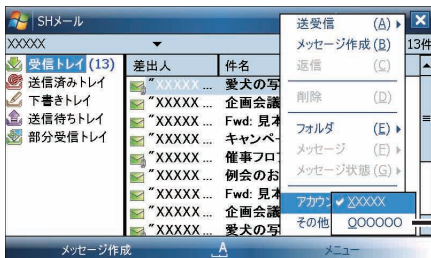 SHメール
XXXXX
13件
受信トレイ (13)
送信済みトレイ
下書きトレイ
送信待ちトレイ
部分受信トレイ
差出人 件名
"XXXXX ... 愛犬の写
"XXXXX ... 企画会議
"XXXXX ... Fwd: 見本
"XXXXX ... キャンペー
"XXXXX ... 催事フロア
"XXXXX ... 例会のお
"XXXXX ... Fwd: 見本
"XXXXX ... 企画会議
"XXXXX ... 愛犬の写
送受信 (A)
メッセージ作成 (B)
返信 (C)
削除 (D)
フォルダ (E)
メッセージ (F)
メッセージ状態 (G)
アカウン
その他
XXXXX
OOOOOO
メッセージ作成 A メニュー